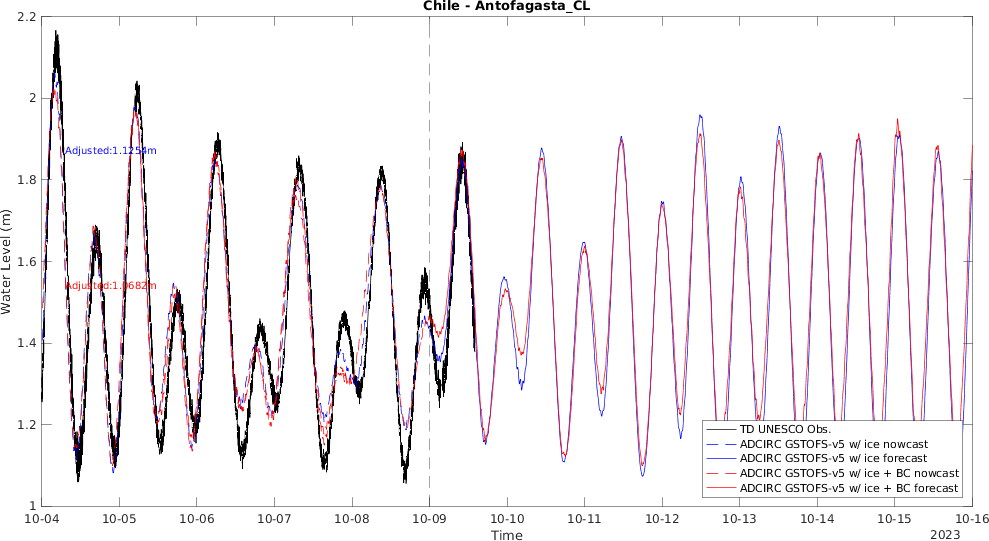 Chile - Antofagasta_CL
Water Level (m)
2.2
2
1.8
1.6
1.4
1.2
1
Adjusted:1.1254m
Adjusted:1.0682m
TD UNESCO Obs.
ADCIRC GSTOFS-v5 w/ ice nowcast
ADCIRC GSTOFS-v5 w/ ice forecast
ADCIRC GSTOFS-v5 w/ ice + BC nowcast
ADCIRC GSTOFS-v5 w/ ice + BC forecast
10-04 10-05 10-06 10-07 10-08 10-09 10-10 10-11 10-12 10-13 10-14 10-15 10-16
Time
2023